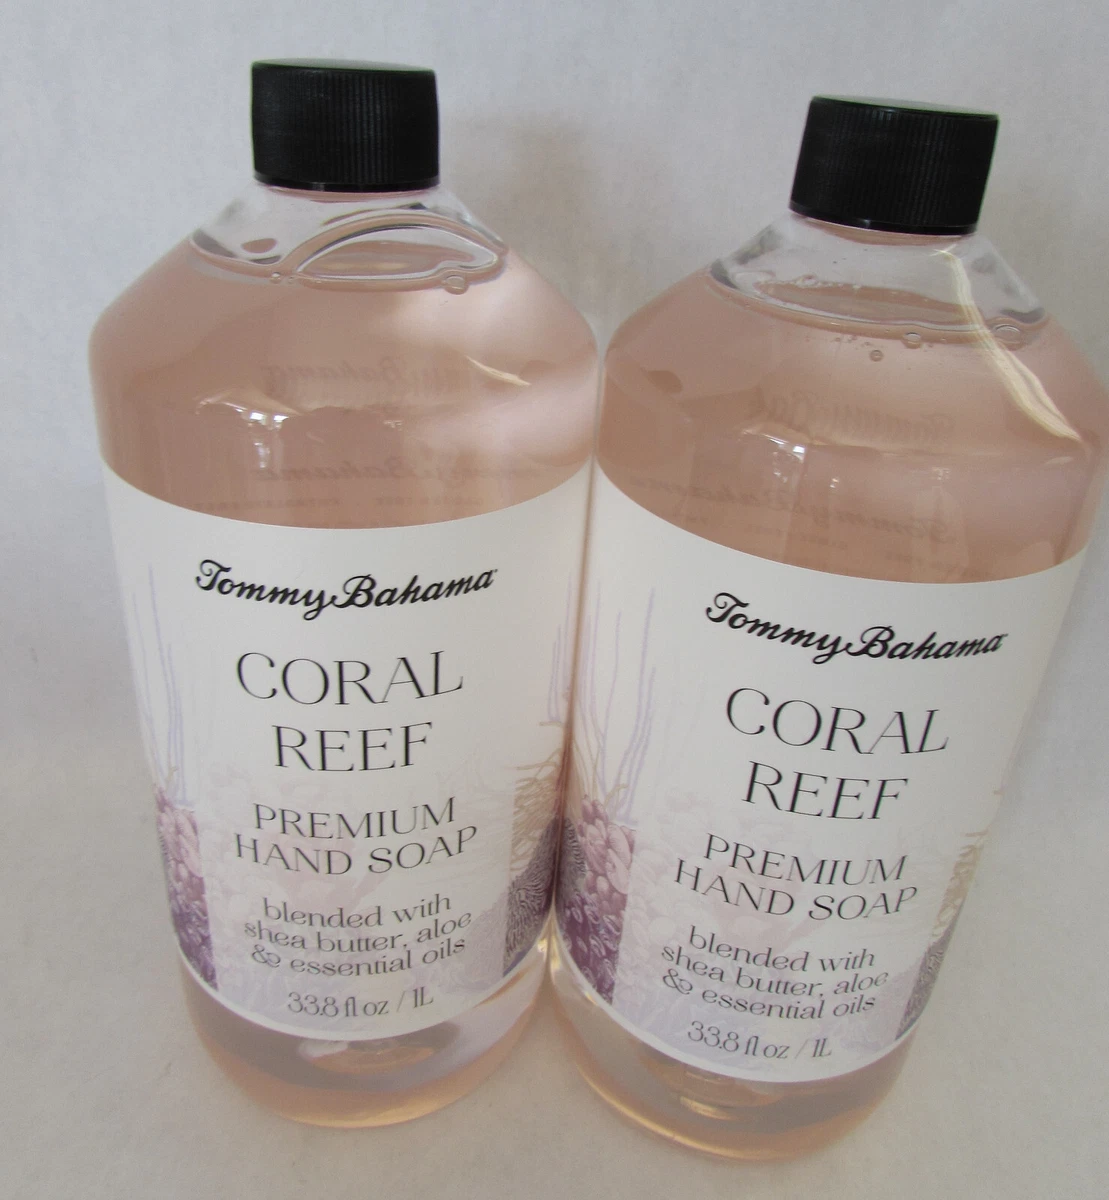 Tommy Bahama
CORAL
REEF
PREMIUM
HAND SOAP
blended with
shea butter, aloe
& essential oils
33.8 fl oz / 1L
Tommy Bahama
CORAL
REEF
PREMIUM
HAND SOAP
blended with
shea butter, aloe
& essential oils
33.8 fl oz / 1L